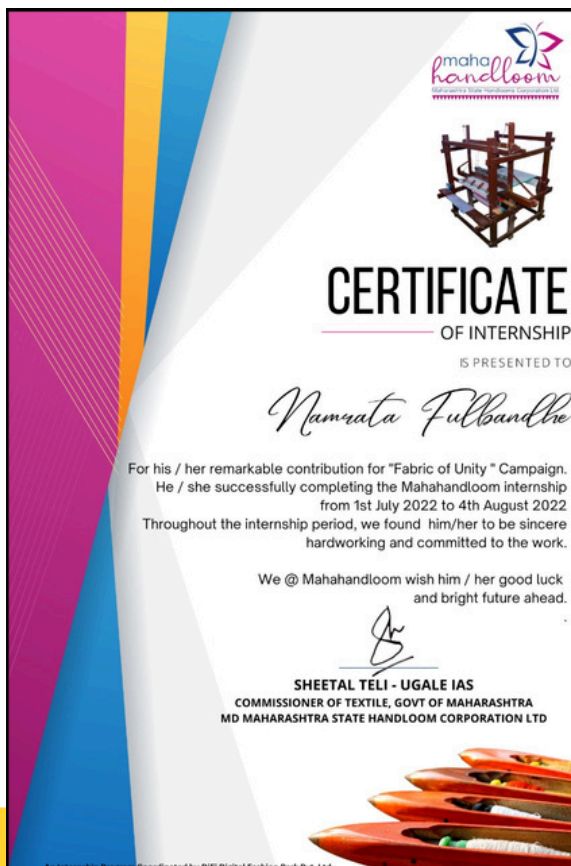 maha
handloom
Maharashtra State Handlooms Corporation Ltd
CERTIFICATE
OF INTERNSHIP
IS PRESENTED TO
Namrata Fulbandhe
For his / her remarkable contribution for "Fabric of Unity " Campaign.
He / she successfully completing the Mahahandloom internship
from 1st July 2022 to 4th August 2022
Throughout the internship period, we found him/her to be sincere
hardworking and committed to the work.
We @ Mahahandloom wish him / her good luck
and bright future ahead.
.
SHEETAL TELI - UGALE IAS
COMMISSIONER OF TEXTILE, GOVT OF MAHARASHTRA
MD MAHARASHTRA STATE HANDLOOM CORPORATION LTD